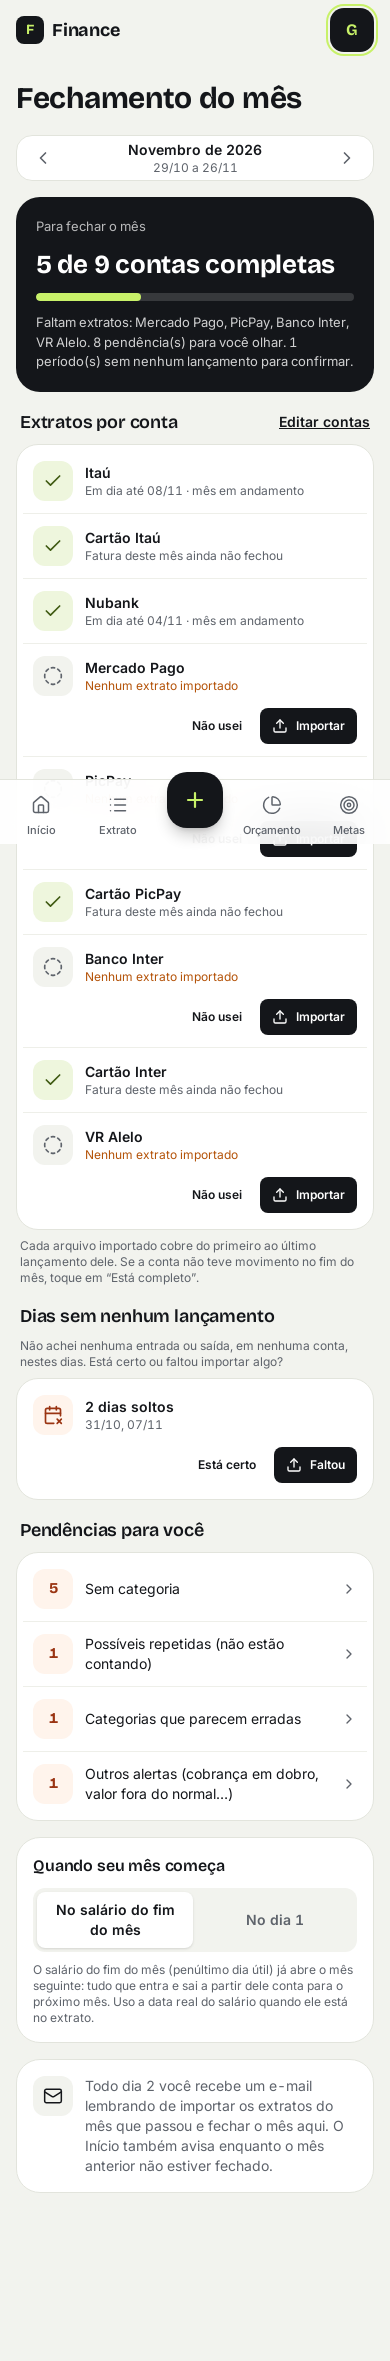 F Finance G
Fechamento do mês
Novembro de 2026
29/10 a 26/11
Para fechar o mês
5 de 9 contas completas
Faltam extratos: Mercado Pago, PicPay, Banco Inter,
VR Alelo. 8 pendência(s) para você olhar. 1
período(s) sem nenhum lançamento para confirmar.
Extratos por conta Editar contas
Itaú
Em dia até 08/11 · mês em andamento
Cartão Itaú
Fatura deste mês ainda não fechou
Nubank
Em dia até 04/11 · mês em andamento
Mercado Pago
Nenhum extrato importado
Não usei Importar
PicPay
Início Extrato + Orçamento Metas
Cartão PicPay
Fatura deste mês ainda não fechou
Banco Inter
Nenhum extrato importado
Não usei Importar
Cartão Inter
Fatura deste mês ainda não fechou
VR Alelo
Nenhum extrato importado
Não usei Importar
Cada arquivo importado cobre do primeiro ao último
lançamento dele. Se a conta não teve movimento no fim do
mês, toque em “Está completo”.
Dias sem nenhum lançamento
Não achei nenhuma entrada ou saída, em nenhuma conta,
nestes dias. Está certo ou faltou importar algo?
2 dias soltos
31/10, 07/11
Está certo Faltou
Pendências para você
5 Sem categoria
1 Possíveis repetidas (não estão
contando)
1 Categorias que parecem erradas
1 Outros alertas (cobrança em dobro,
valor fora do normal...)
Quando seu mês começa
No salário do fim
do mês
No dia 1
O salário do fim do mês (penúltimo dia útil) já abre o mês
seguinte: tudo que entra e sai a partir dele conta para o
próximo mês. Uso a data real do salário quando ele está
no extrato.
Todo dia 2 você recebe um e-mail
lembrando de importar os extratos do
mês que passou e fechar o mês aqui. O
Início também avisa enquanto o mês
anterior não estiver fechado.